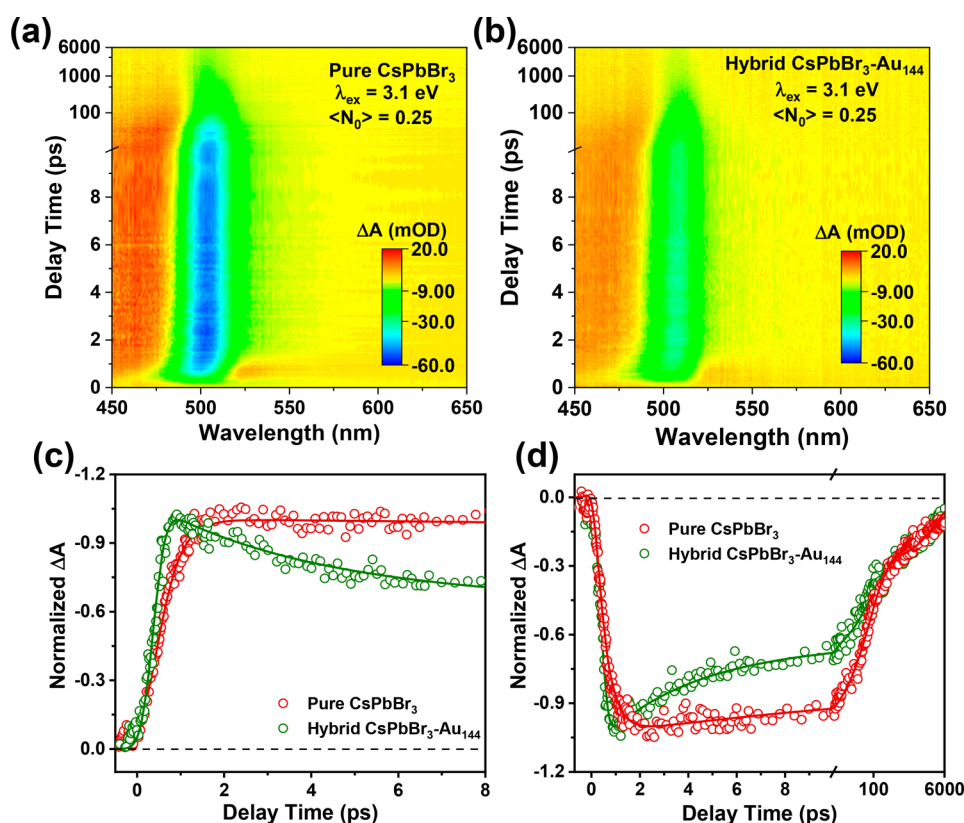 (a)
6000
1000
100
8
6
4
2
0
Delay Time (ps)
Pure CsPbBr₃
λₑₓ = 3.1 eV
<N₀> = 0.25
ΔA (mOD)
20.0
-9.00
-30.0
-60.0
450 500 550 600 650
Wavelength (nm)
(b)
6000
1000
100
8
6
4
2
0
Delay Time (ps)
Hybrid CsPbBr₃-Au₁₄₄
λₑₓ = 3.1 eV
<N₀> = 0.25
ΔA (mOD)
20.0
-9.00
-30.0
-60.0
450 500 550 600 650
Wavelength (nm)
(c)
-1.2
-0.9
-0.6
-0.3
0.0
Normalized ΔA
Pure CsPbBr₃
Hybrid CsPbBr₃-Au₁₄₄
0 2 4 6 8
Delay Time (ps)
(d)
0.0
-0.3
-0.6
-0.9
-1.2
Normalized ΔA
Pure CsPbBr₃
Hybrid CsPbBr₃-Au₁₄₄
0 2 4 6 8 100 6000
Delay Time (ps)